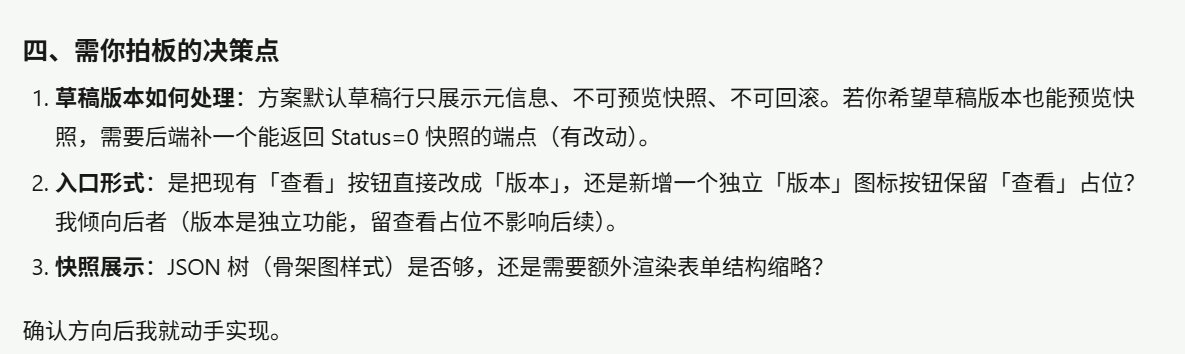 四、需你拍板的决策点
1. 草稿版本如何处理：方案默认草稿行只展示元信息、不可预览快照、不可回滚。若你希望草稿版本也能预览快
照，需要后端补一个能返回 Status=0 快照的端点（有改动）。
2. 入口形式：是把现有「查看」按钮直接改成「版本」，还是新增一个独立「版本」图标按钮保留「查看」占位？
我倾向后者（版本是独立功能，留查看占位不影响后续）。
3. 快照展示：JSON 树（骨架图样式）是否够，还是需要额外渲染表单结构缩略？
确认方向后我就动手实现。